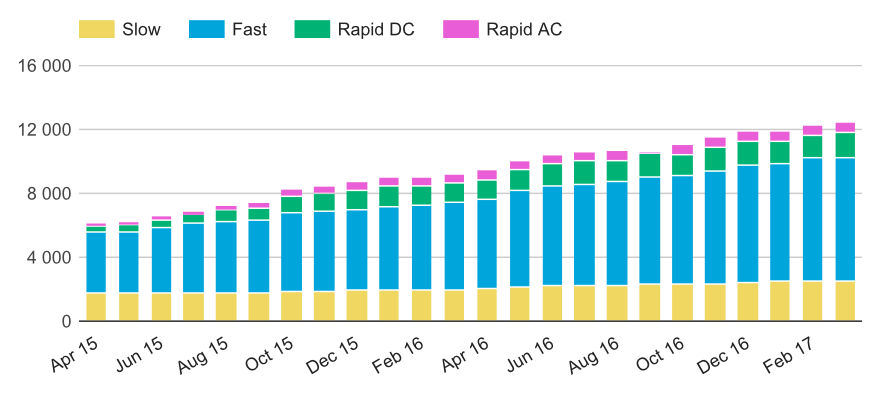 Slow Fast Rapid DC Rapid AC
16 000
12 000
8 000
4 000
0
Apr 15 Jun 15 Aug 15 Oct 15 Dec 15 Feb 16 Apr 16 Jun 16 Aug 16 Oct 16 Dec 16 Feb 17